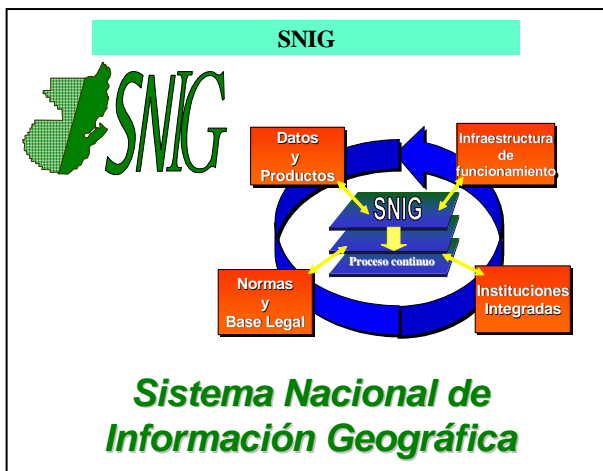 SNIG
SNIG
Datos
y
Productos
Infraestructura
de
funcionamiento
SNIG
Proceso continuo
Normas
y
Base Legal
Instituciones
Integradas
Sistema Nacional de
Información Geográfica